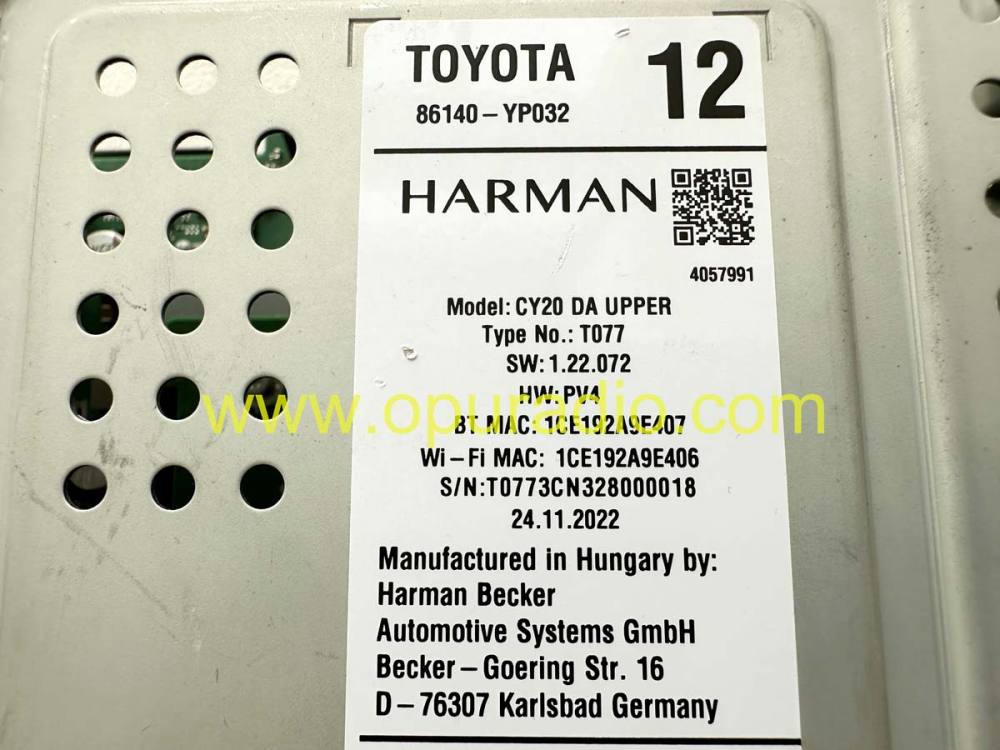 TOYOTA
12
86140-YP032
HARMAN
4057991
Model: CY20 DA UPPER
Type No.: T077
SW: 1.22.072
HW: PV4
www.opuradio.com
BT MAC: 1CE192A9E407
Wi-Fi MAC: 1CE192A9E406
S/N:T0773CN328000018
24.11.2022
Manufactured in Hungary by:
Harman Becker
Automotive Systems GmbH
Becker-Goering Str. 16
D-76307 Karlsbad Germany